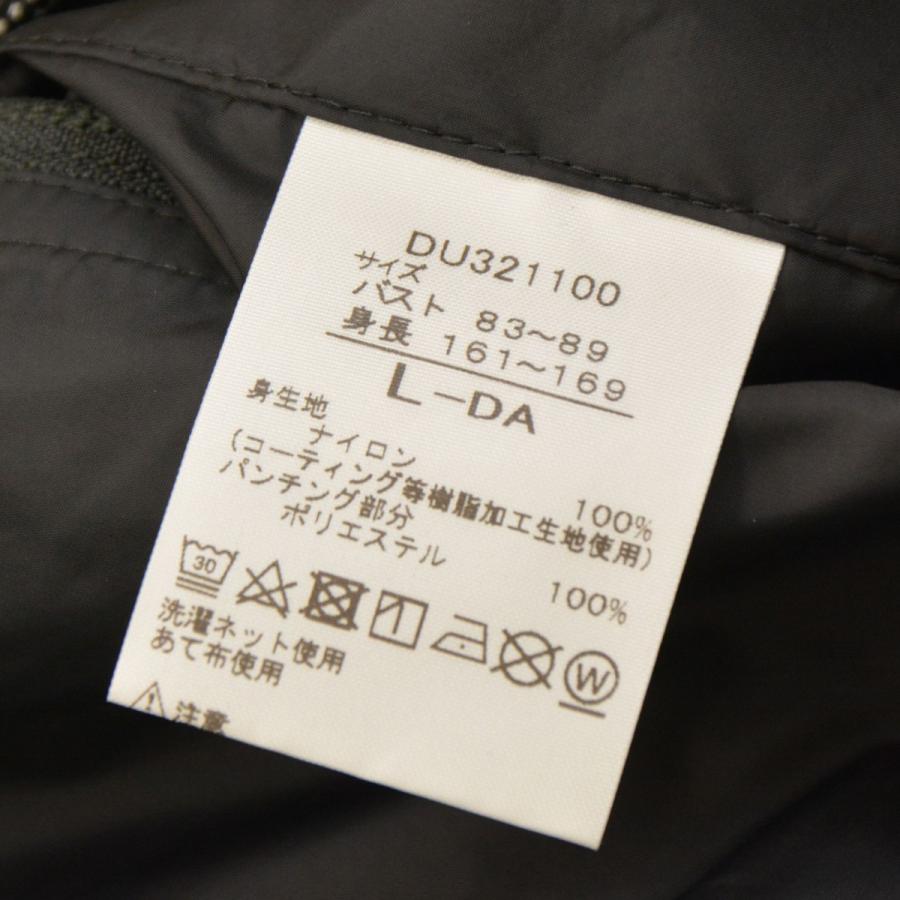 DU321100
サイズ
バスト 83～89
身長 161～169
L-DA
身生地
ナイロン 100%
(コーティング等樹脂加工生地使用)
パンチング部分
ポリエステル 100%
30 W
洗濯ネット使用
あて布使用
注意